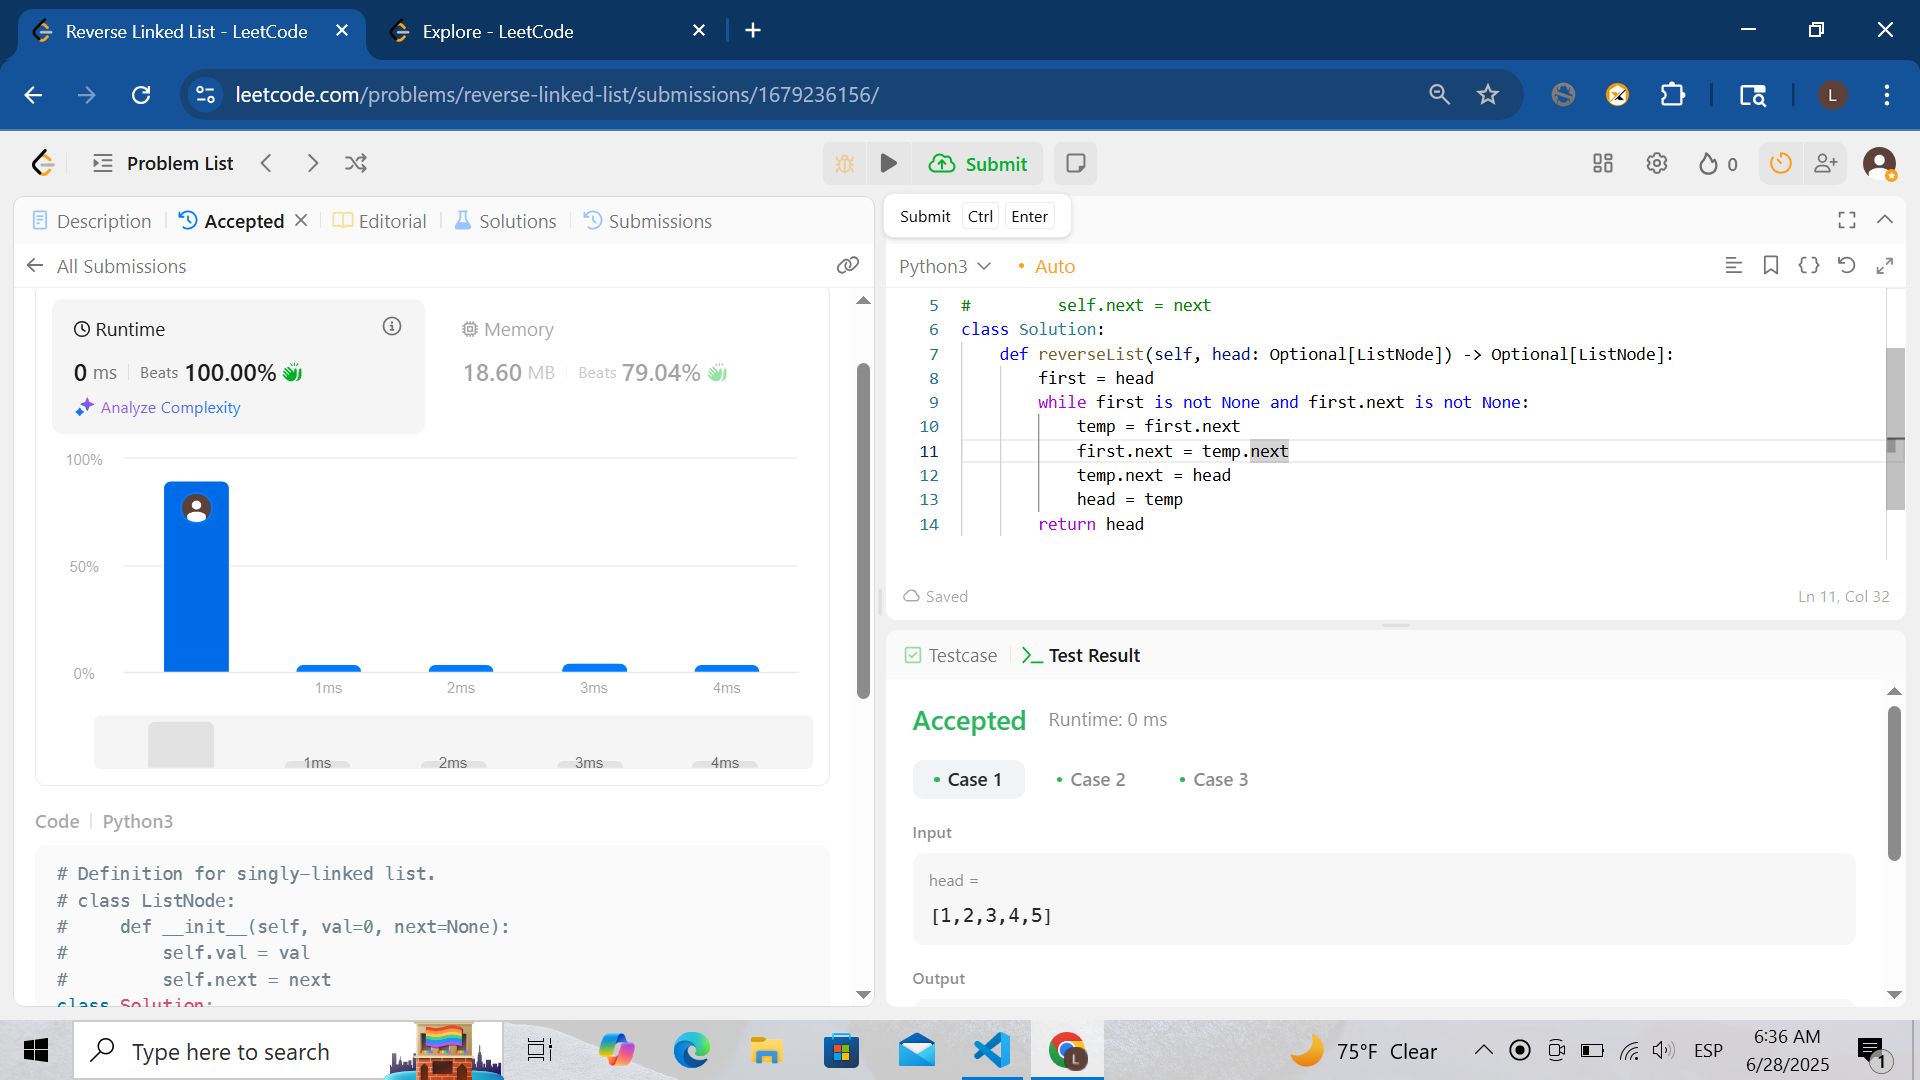 Reverse Linked List - LeetCode
Explore - LeetCode
leetcode.com/problems/reverse-linked-list/submissions/1679236156/
L
Problem List
Submit
0
Description
Accepted
Editorial
Solutions
Submissions
Submit Ctrl Enter
All Submissions
Python3
Auto
Runtime
0 ms Beats 100.00%
Analyze Complexity
Memory
18.60 MB Beats 79.04%
100%
50%
0%
1ms
2ms
3ms
4ms
1ms
2ms
3ms
4ms
Code
Python3
# Definition for singly-linked list.
# class ListNode:
#     def __init__(self, val=0, next=None):
#         self.val = val
#         self.next = next
class Solution:
5 #         self.next = next
6 class Solution:
7     def reverseList(self, head: Optional[ListNode]) -> Optional[ListNode]:
8         first = head
9         while first is not None and first.next is not None:
10             temp = first.next
11             first.next = temp.next
12             temp.next = head
13             head = temp
14         return head
Saved
Ln 11, Col 32
Testcase
Test Result
Accepted
Runtime: 0 ms
Case 1
Case 2
Case 3
Input
head =
[1,2,3,4,5]
Output
Type here to search
L
75°F Clear
ESP
6:36 AM
6/28/2025
1